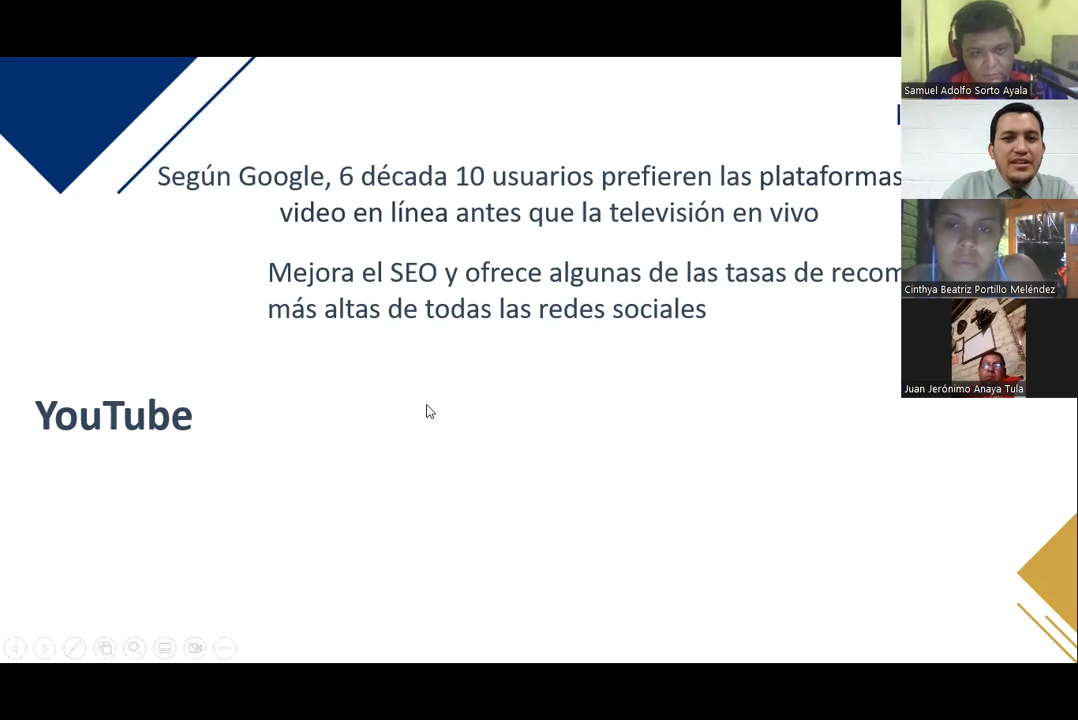 Según Google, 6 década 10 usuarios prefieren las plataformas
video en línea antes que la televisión en vivo
Mejora el SEO y ofrece algunas de las tasas de
más altas de todas las redes sociales
YouTube
Samuel Adolfo Sorto Ayala
Cinthya Beatriz Portillo Meléndez
Juan Jerónimo Anaya Tula